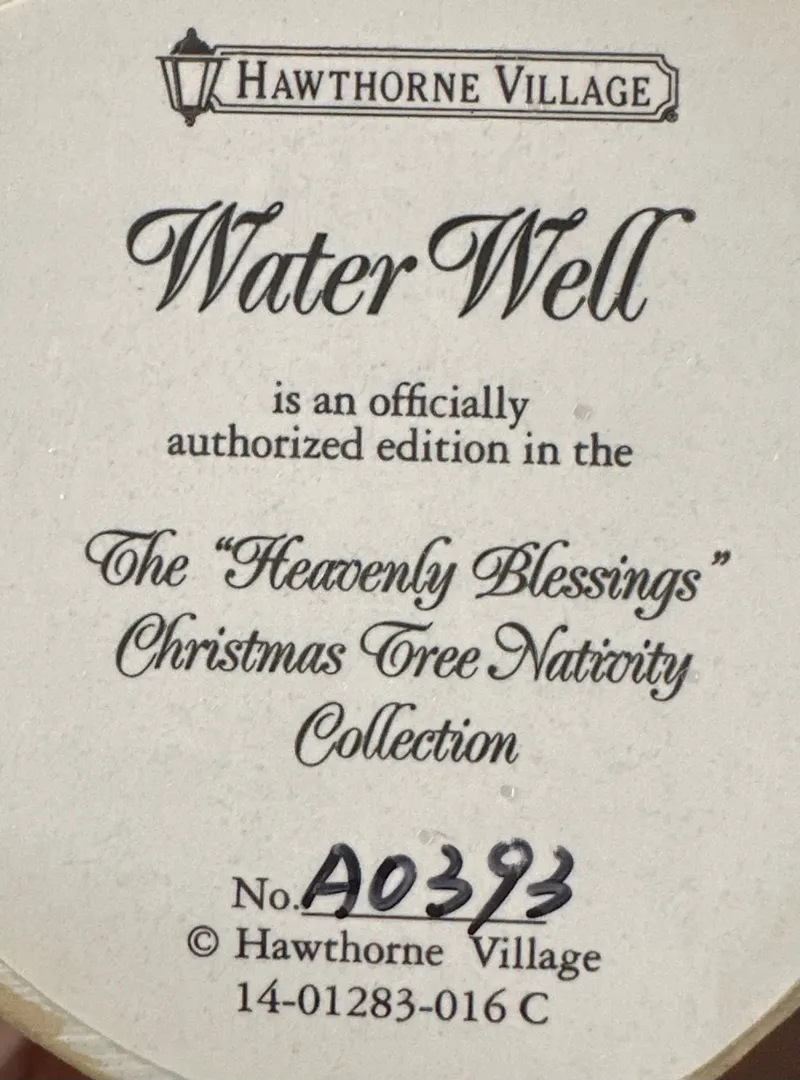 HAWTHORNE VILLAGE
Water Well
is an officially
authorized edition in the
The “Heavenly Blessings”
Christmas Tree Nativity
Collection
No. A0393
© Hawthorne Village
14-01283-016 C